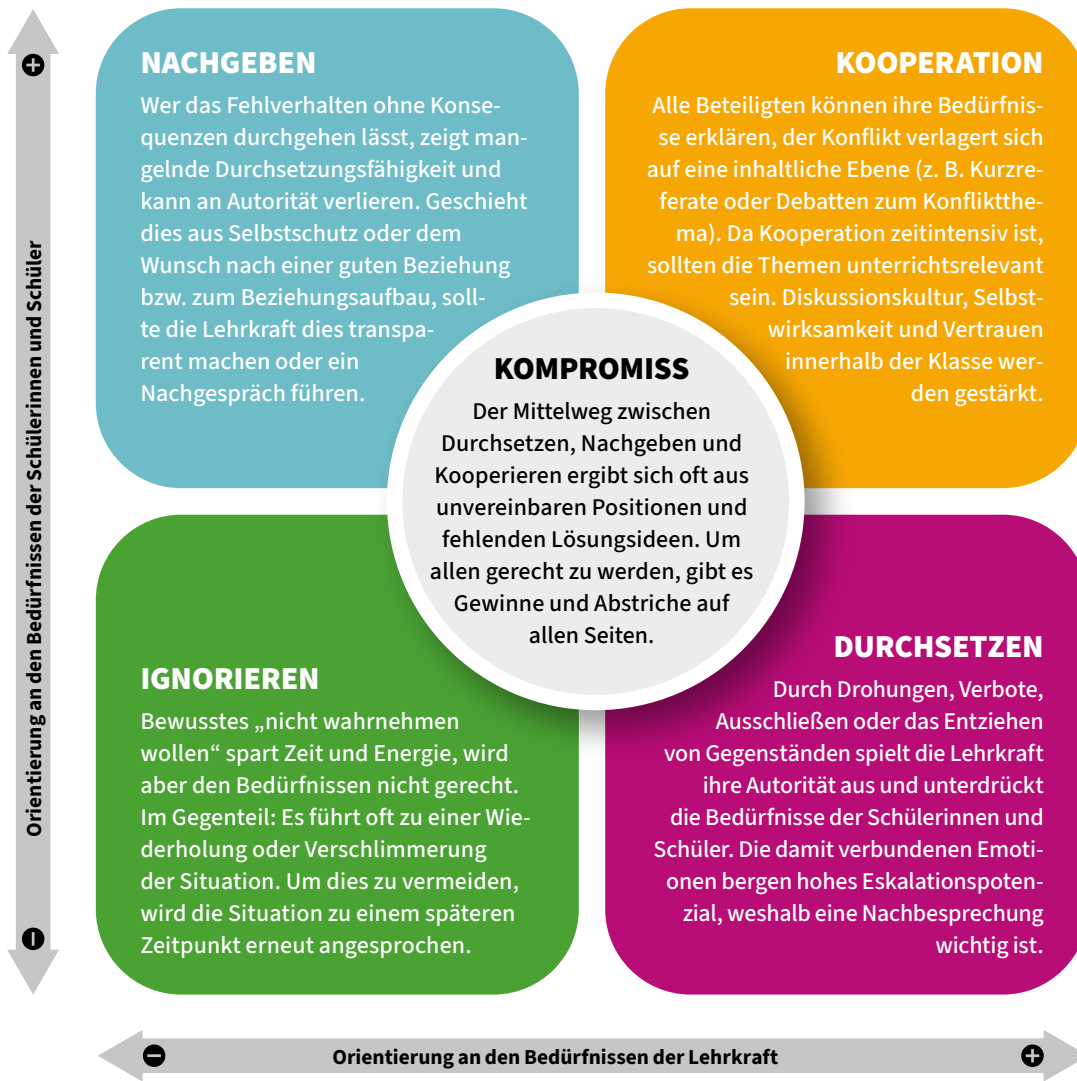 NACHGEBEN
Wer das Fehlverhalten ohne Konse-
quenzen durchgehen lässt, zeigt man-
gelnde Durchsetzungsfähigkeit und
kann an Autorität verlieren. Geschieht
dies aus Selbstschutz oder dem
Wunsch nach einer guten Beziehung
bzw. zum Beziehungsaufbau, soll-
te die Lehrkraft dies transpa-
rent machen oder ein
Nachgespräch führen.
KOOPERATION
Alle Beteiligten können ihre Bedürfnis-
se erklären, der Konflikt verlagert sich
auf eine inhaltliche Ebene (z. B. Kurzre-
ferate oder Debatten zum Konfliktthe-
ma). Da Kooperation zeitintensiv ist,
sollten die Themen unterrichtsrelevant
sein. Diskussionskultur, Selbst-
wirksamkeit und Vertrauen
innerhalb der Klasse wer-
den gestärkt.
KOMPROMISS
Der Mittelweg zwischen
Durchsetzen, Nachgeben und
Kooperieren ergibt sich oft aus
unvereinbaren Positionen und
fehlenden Lösungsideen. Um
allen gerecht zu werden, gibt es
Gewinne und Abstriche auf
allen Seiten.
IGNORIEREN
Bewusstes „nicht wahrnehmen
wollen“ spart Zeit und Energie, wird
aber den Bedürfnissen nicht gerecht.
Im Gegenteil: Es führt oft zu einer Wie-
derholung oder Verschlimmerung
der Situation. Um dies zu vermeiden,
wird die Situation zu einem späteren
Zeitpunkt erneut angesprochen.
DURCHSETZEN
Durch Drohungen, Verbote,
Ausschließen oder das Entziehen
von Gegenständen spielt die Lehrkraft
ihre Autorität aus und unterdrückt
die Bedürfnisse der Schülerinnen und
Schüler. Die damit verbundenen Emoti-
onen bergen hohes Eskalationspoten-
zial, weshalb eine Nachbesprechung
wichtig ist.
Orientierung an den Bedürfnissen der Schülerinnen und Schüler
Orientierung an den Bedürfnissen der Lehrkraft